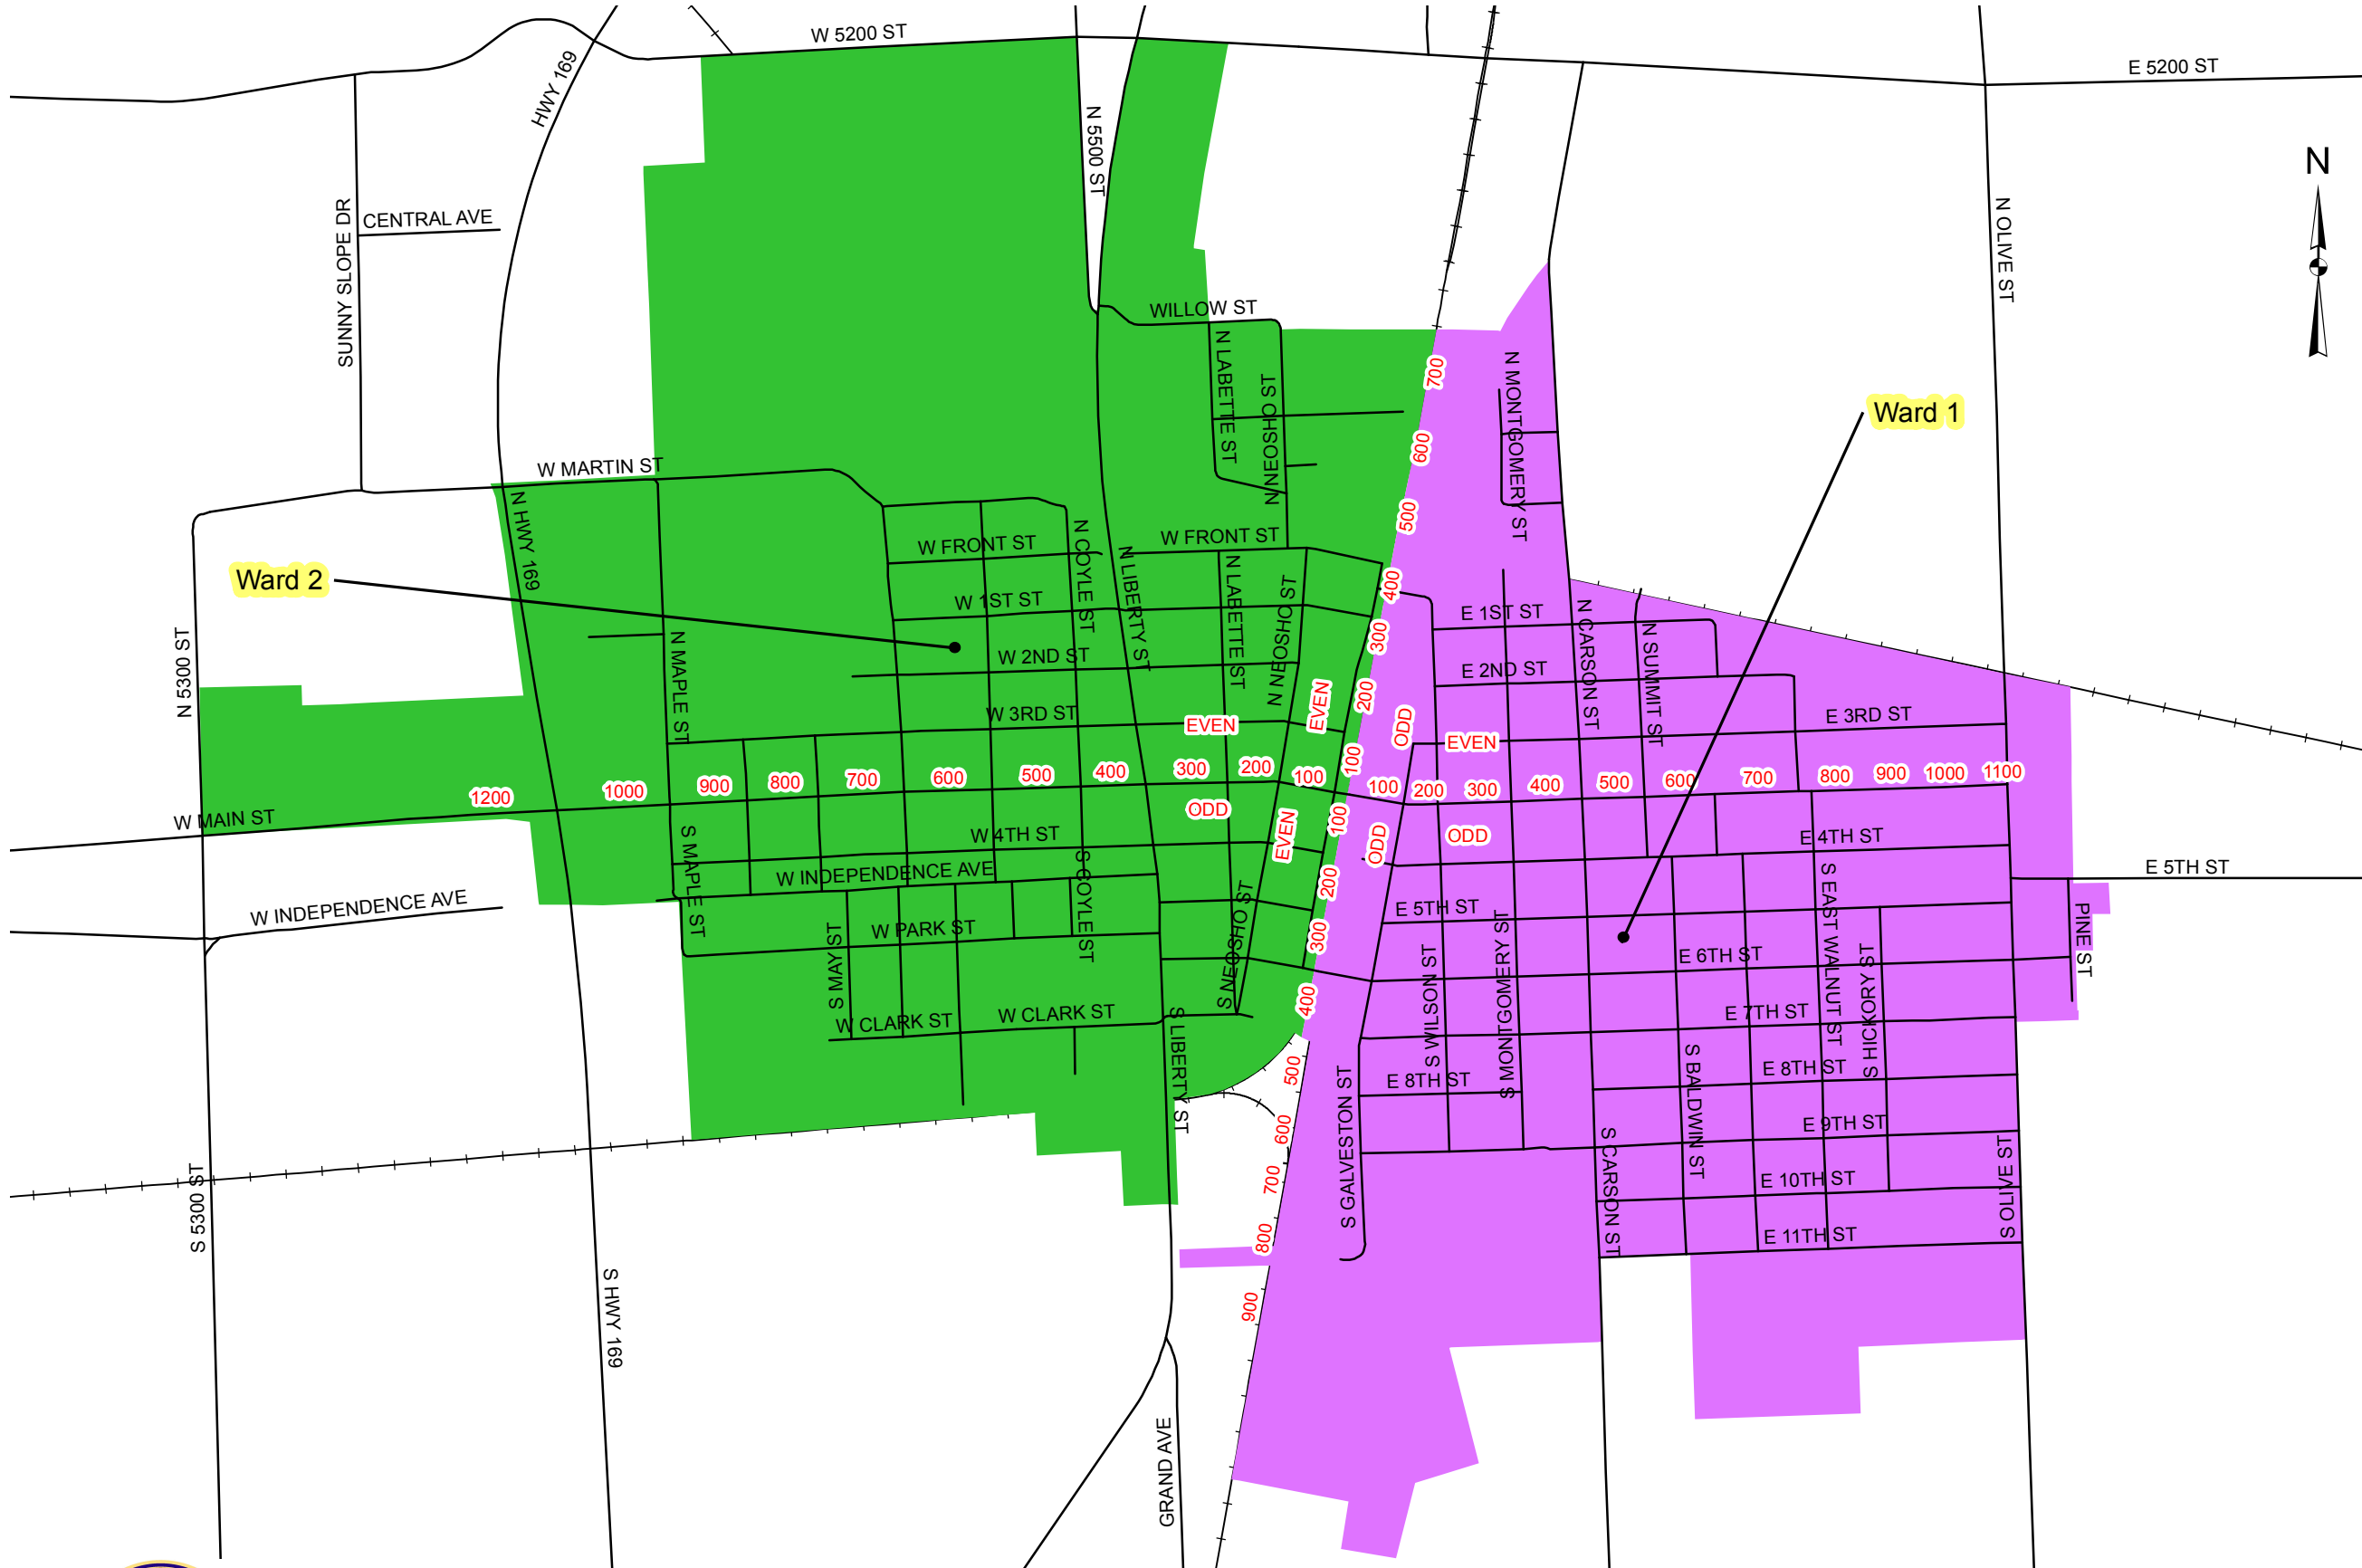 W 5200 ST
E 5200 ST
HWY 169
N 5500 ST
N
CENTRAL AVE
SUNNY SLOPE DR
N OLIVE ST
WILLOW ST
N LABETTE ST
N NEOSHO ST
700
N MONTGOMERY ST
Ward 1
600
W MARTIN ST
N HWY 169
500
W FRONT ST
N COYLE ST
N LIBERTY ST
W FRONT ST
N LABETTE ST
N NEOSHO ST
400
Ward 2
W 1ST ST
E 1ST ST
N CARSON ST
N SUMMIT ST
300
N 5300 ST
N MAPLE ST
W 2ND ST
E 2ND ST
200
EVEN
W 3RD ST
EVEN
ODD
EVEN
E 3RD ST
100
1200
1000
900
800
700
600
500
400
300
200
100
100
200
300
400
500
600
700
800
900
1000
1100
W MAIN ST
ODD
100
EVEN
ODD
ODD
W 4TH ST
E 4TH ST
S MAPLE ST
W INDEPENDENCE AVE
S COYLE ST
200
E 5TH ST
W INDEPENDENCE AVE
E 5TH ST
S EAST WALNUT ST
PINE ST
W PARK ST
S MAY ST
S NEOSHO ST
300
S WILSON ST
S MONTGOMERY ST
E 6TH ST
S HICKORY ST
400
W CLARK ST
W CLARK ST
E 7TH ST
S LIBERTY ST
500
E 8TH ST
S BALDWIN ST
E 8TH ST
600
S GALVESTON ST
E 9TH ST
S CARSON ST
S OLIVE ST
700
E 10TH ST
S 5300 ST
800
E 11TH ST
S HWY 169
900
GRAND AVE